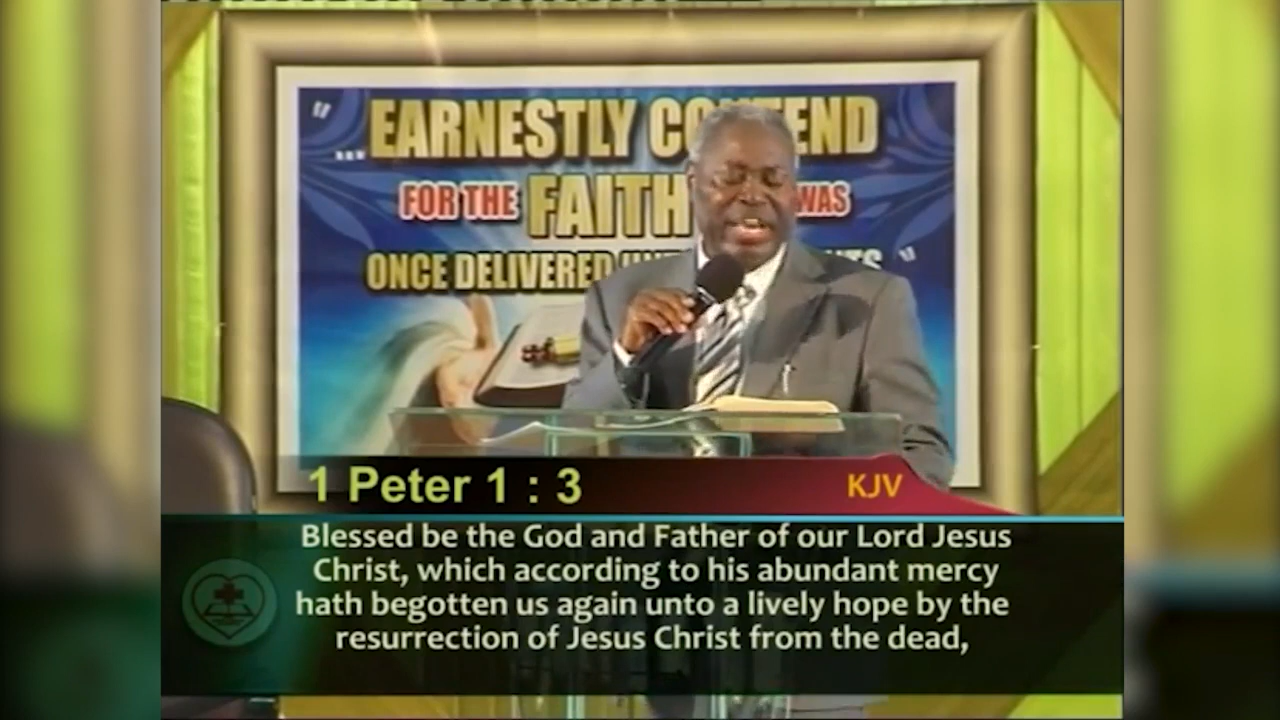 "
...EARNESTLY CO END
FOR THE FAITH WAS
ONCE DELIVERED "
1 Peter 1 : 3 KJV
Blessed be the God and Father of our Lord Jesus
Christ, which according to his abundant mercy
hath begotten us again unto a lively hope by the
resurrection of Jesus Christ from the dead,